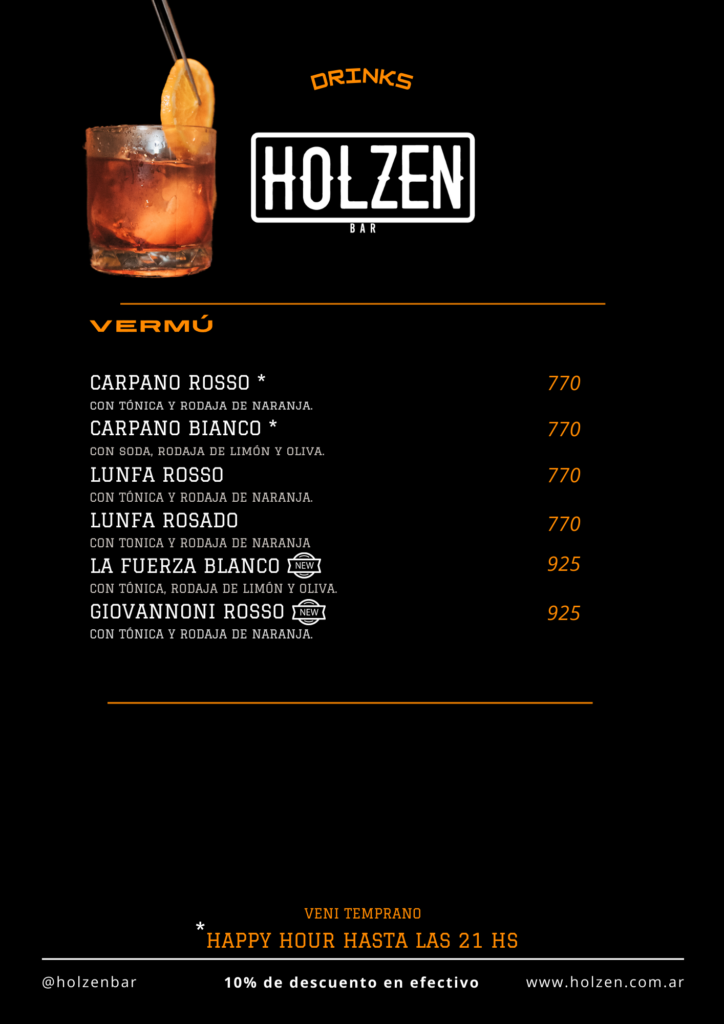 DRINKS
HOLZEN
BAR
VERMÚ
CARPANO ROSSO * 770
CON TÓNICA Y RODAJA DE NARANJA.
CARPANO BIANCO * 770
CON SODA, RODAJA DE LIMÓN Y OLIVA.
LUNFA ROSSO 770
CON TÓNICA Y RODAJA DE NARANJA.
LUNFA ROSADO 770
CON TONICA Y RODAJA DE NARANJA
LA FUERZA BLANCO NEW 925
CON TÓNICA, RODAJA DE LIMÓN Y OLIVA.
GIOVANNONI ROSSO NEW 925
CON TÓNICA Y RODAJA DE NARANJA.
VENI TEMPRANO
*HAPPY HOUR HASTA LAS 21 HS
@holzenbar 10% de descuento en efectivo www.holzen.com.ar